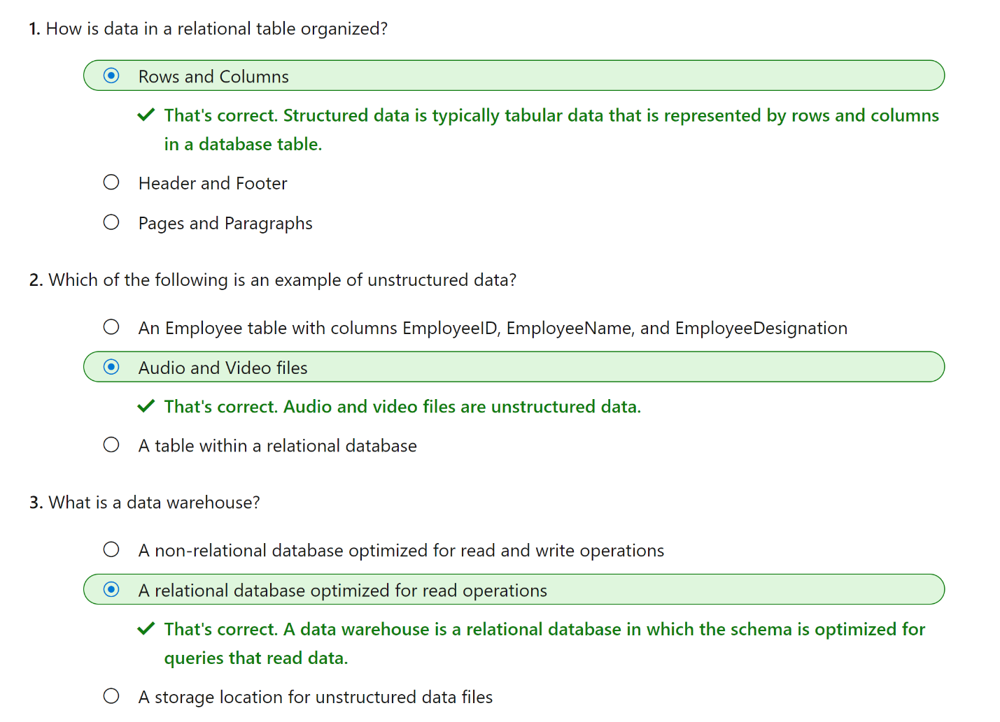 1. How is data in a relational table organized?
Rows and Columns
That's correct. Structured data is typically tabular data that is represented by rows and columns
in a database table.
Header and Footer
Pages and Paragraphs
2. Which of the following is an example of unstructured data?
An Employee table with columns EmployeeID, EmployeeName, and EmployeeDesignation
Audio and Video files
That's correct. Audio and video files are unstructured data.
A table within a relational database
3. What is a data warehouse?
A non-relational database optimized for read and write operations
A relational database optimized for read operations
That's correct. A data warehouse is a relational database in which the schema is optimized for
queries that read data.
A storage location for unstructured data files